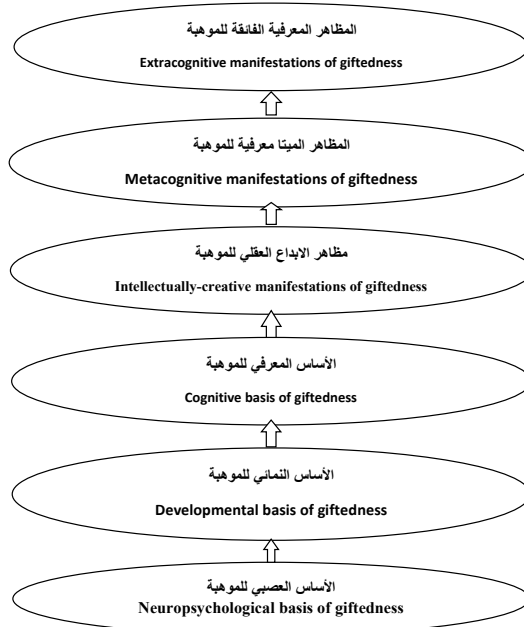 المظاهر المعرفية الفائقة للموهبة
Extracognitive manifestations of giftedness
المظاهر الميتا معرفية للموهبة
Metacognitive manifestations of giftedness
مظاهر الابداع العقلي للموهبة
Intellectually-creative manifestations of giftedness
الأساس المعرفي للموهبة
Cognitive basis of giftedness
الأساس النمائي للموهبة
Developmental basis of giftedness
الأساس العصبي للموهبة
Neuropsychological basis of giftedness